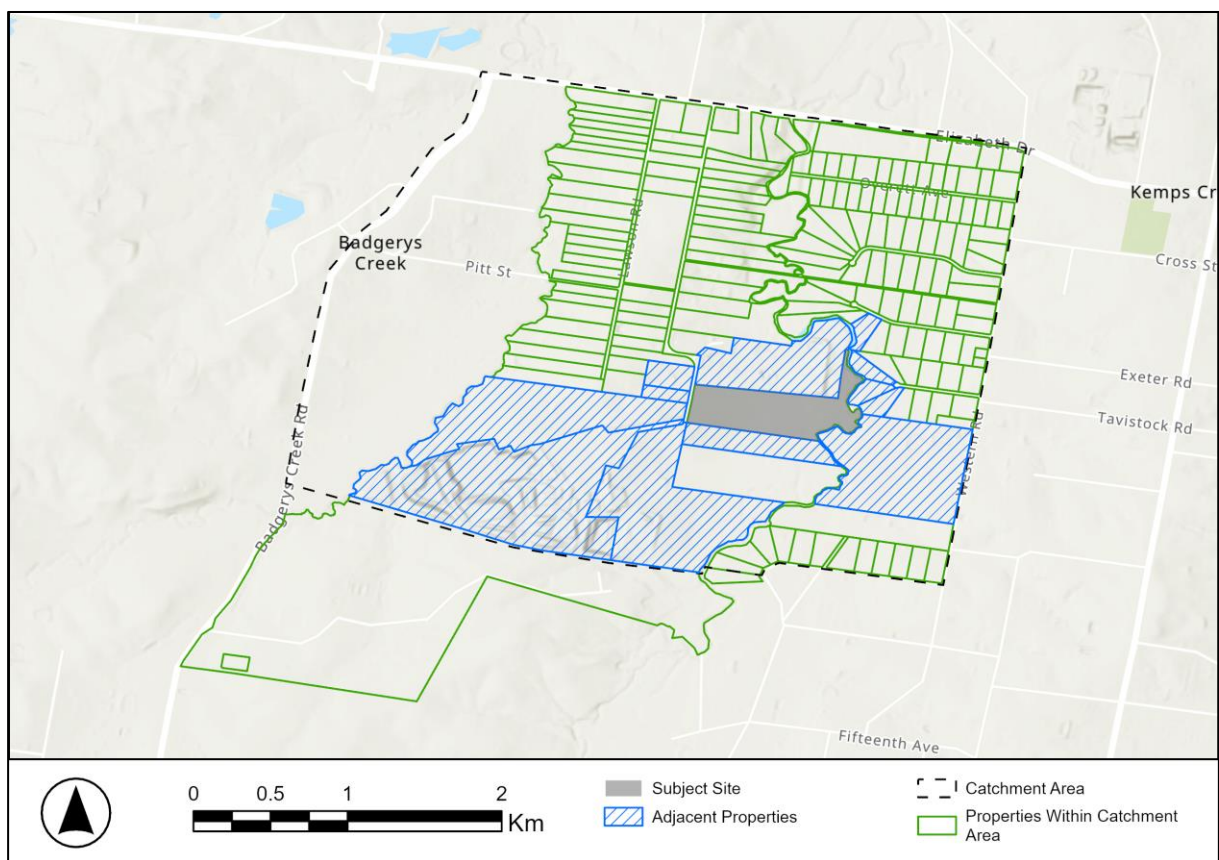 Elizabeth Dr
Overett Ave
Kemps Cr
Lawson Rd
Badgerys
Creek
Pitt St
Cross St
Exeter Rd
Tavistock Rd
Western Rd
Badgerys Creek Rd
Fifteenth Ave
0 0.5 1 2
Km
Subject Site
Adjacent Properties
Catchment Area
Properties Within Catchment
Area